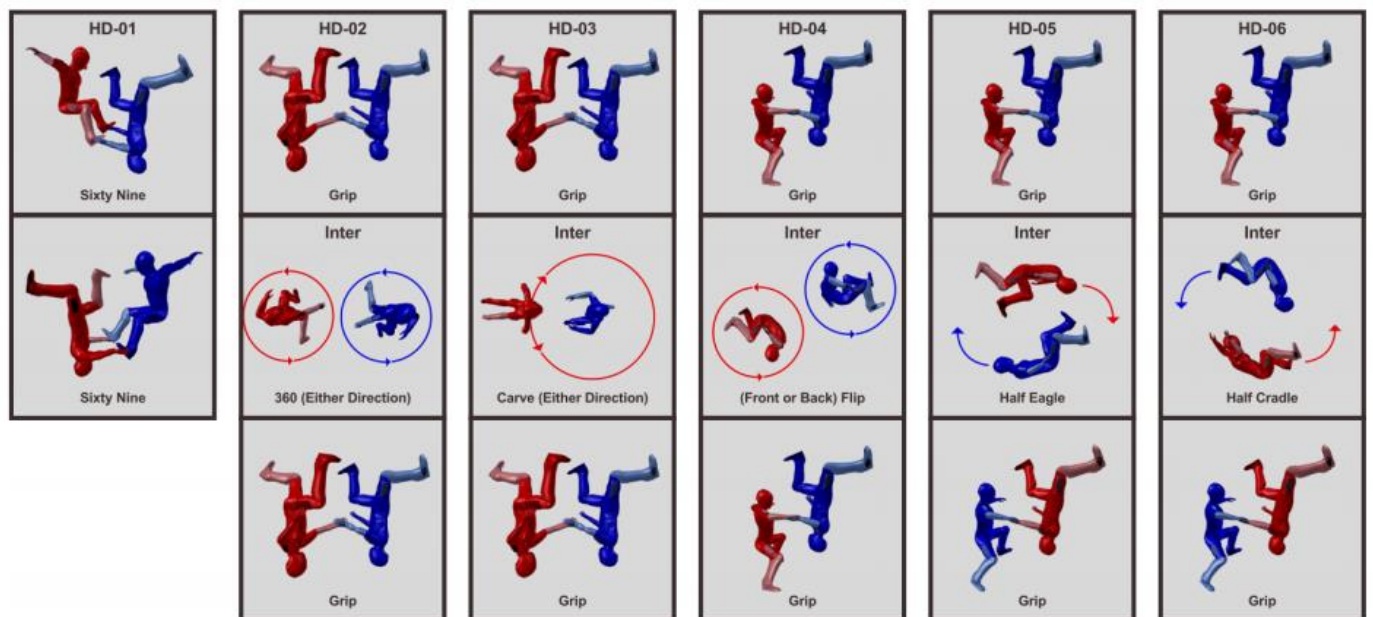 HD-01
Sixty Nine
Sixty Nine
HD-02
Grip
Inter
360 (Either Direction)
Grip
HD-03
Grip
Inter
Carve (Either Direction)
Grip
HD-04
Grip
Inter
(Front or Back) Flip
Grip
HD-05
Grip
Inter
Half Eagle
Grip
HD-06
Grip
Inter
Half Cradle
Grip